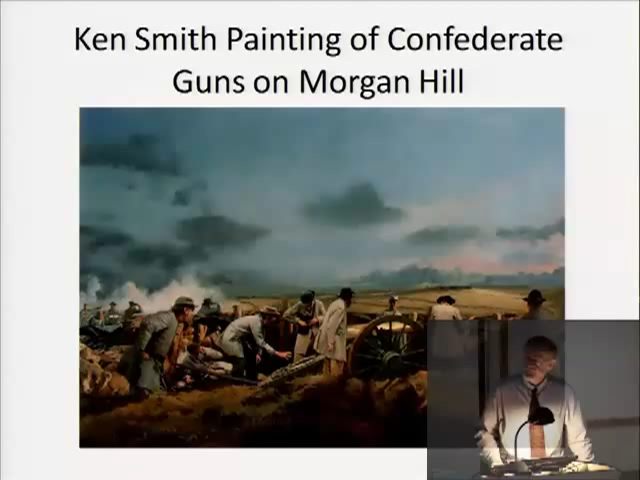 Ken Smith Painting of Confederate
Guns on Morgan Hill